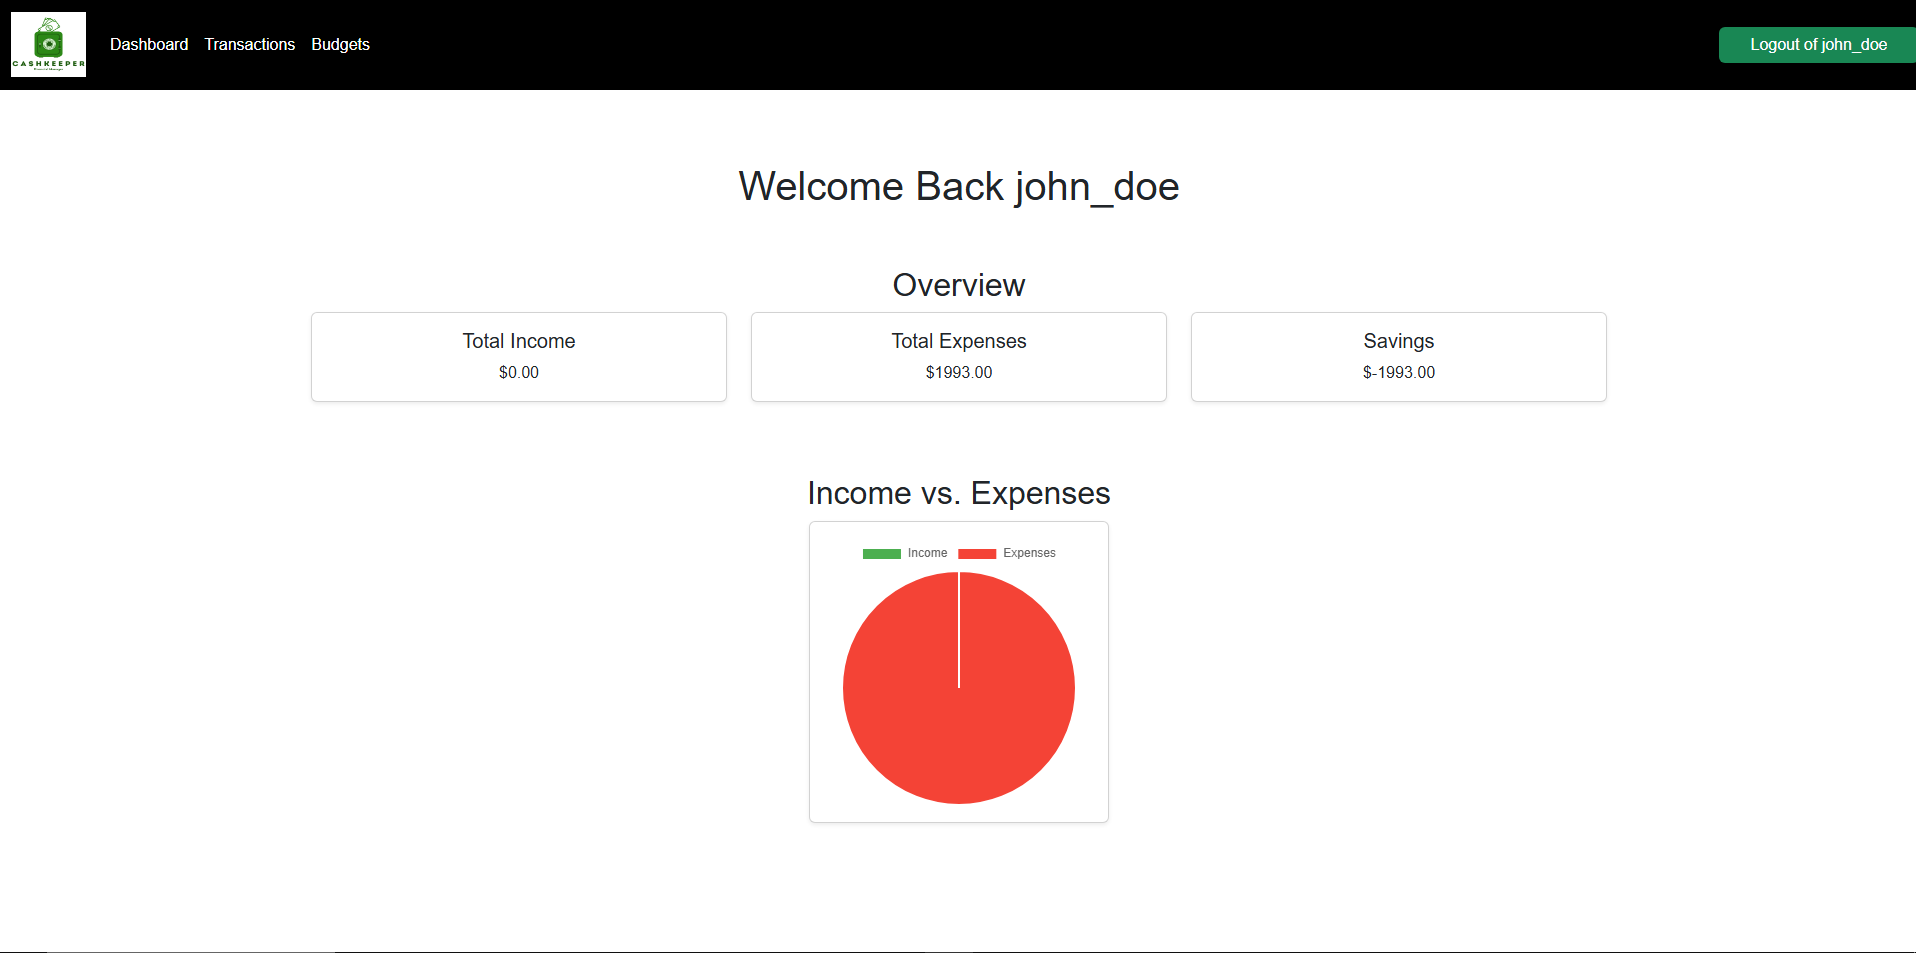 CASHKEEPER
Dashboard Transactions Budgets
Logout of john_doe
Welcome Back john_doe
Overview
Total Income
$0.00
Total Expenses
$1993.00
Savings
$-1993.00
Income vs. Expenses
Income Expenses